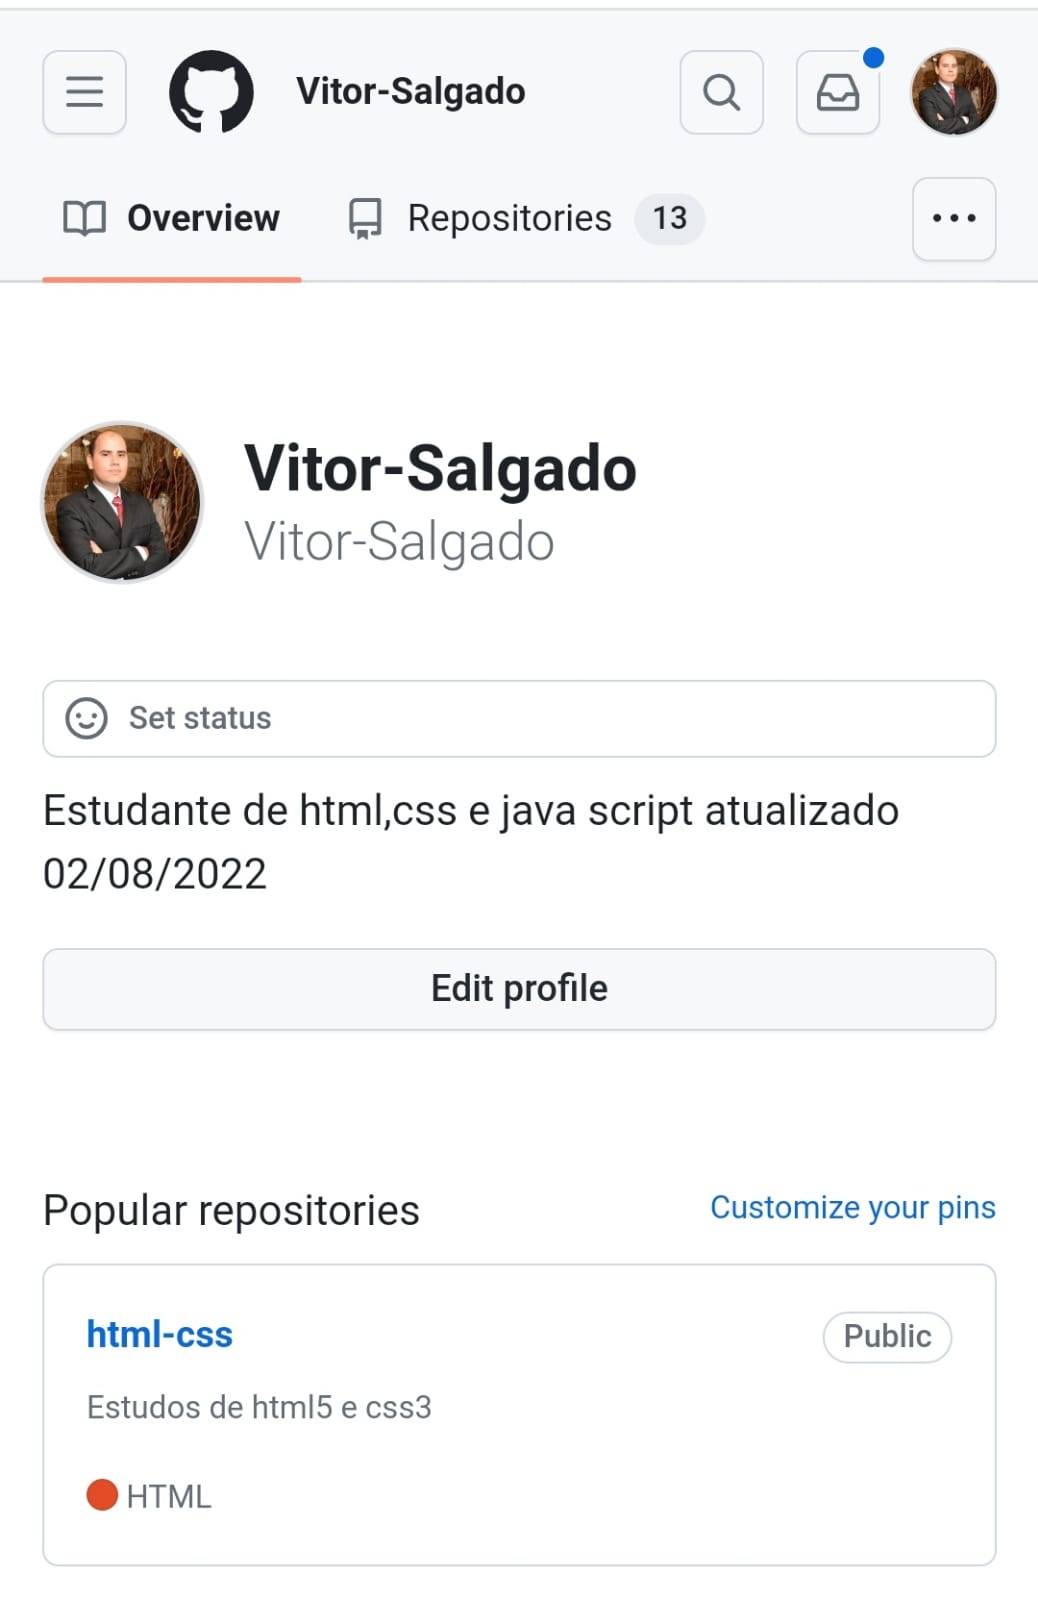 Vitor-Salgado
Overview
Repositories 13
Vitor-Salgado
Vitor-Salgado
Set status
Estudante de html,css e java script atualizado
02/08/2022
Edit profile
Popular repositories
Customize your pins
html-css
Public
Estudos de html5 e css3
HTML